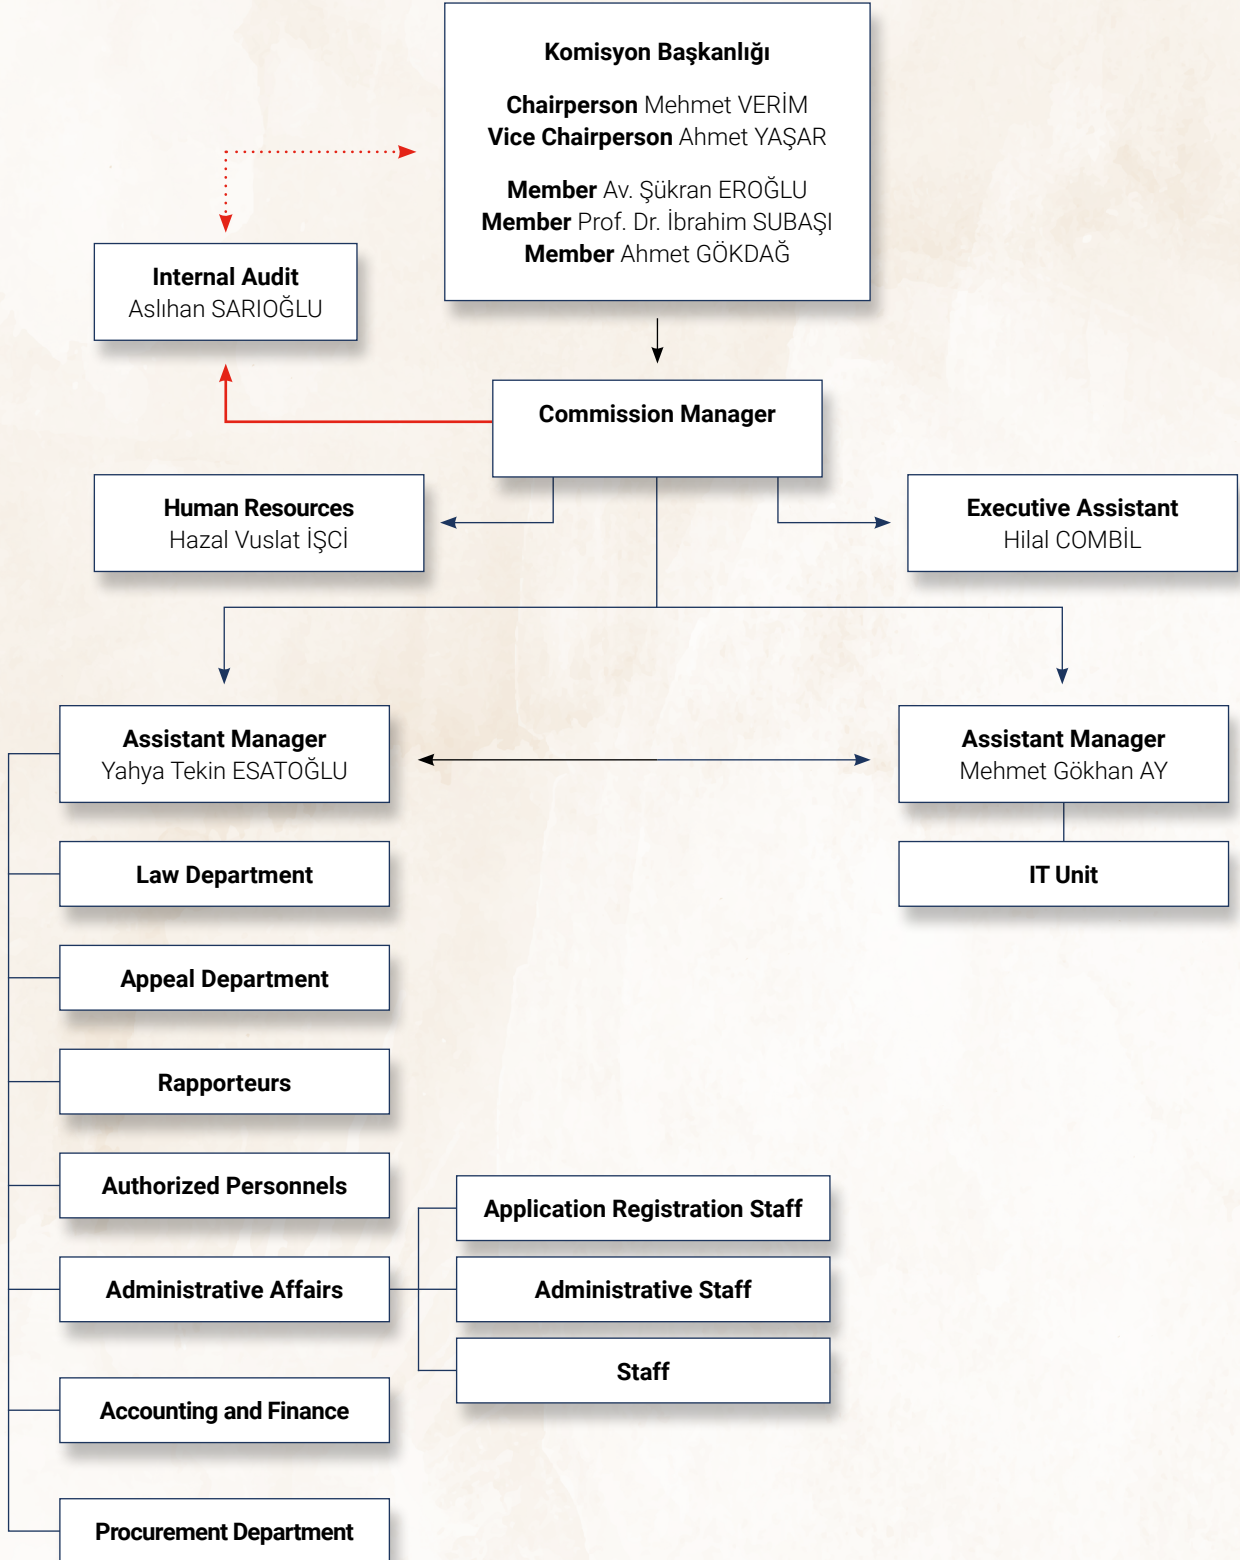 Komisyon Başkanlığı
Chairperson Mehmet VERİM
Vice Chairperson Ahmet YAŞAR
Member Av. Şükran EROĞLU
Member Prof. Dr. İbrahim SUBAŞI
Member Ahmet GÖKDAĞ
Internal Audit
Aslıhan SARIOĞLU
Commission Manager
Human Resources
Hazal Vuslat İŞCİ
Executive Assistant
Hilal COMBİL
Assistant Manager
Yahya Tekin ESATOĞLU
Assistant Manager
Mehmet Gökhan AY
Law Department
IT Unit
Appeal Department
Rapporteurs
Authorized Personnels
Application Registration Staff
Administrative Affairs
Administrative Staff
Staff
Accounting and Finance
Procurement Department